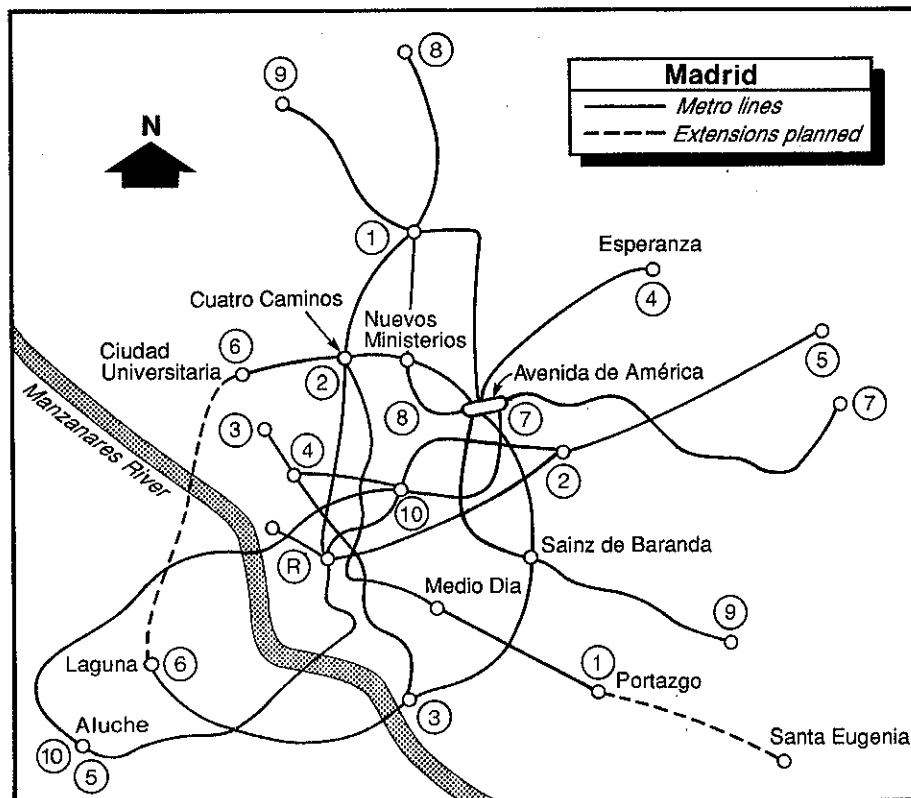 8
9
Madrid
Metro lines
Extensions planned
N
1
Esperanza
4
Cuatro Caminos
6
Nuevos
Ministerios
Ciudad
Universitaria
2
Avenida de América
5
3
8
7
7
4
2
Manzanares River
10
R
Sainz de Baranda
Medio Dia
9
Laguna
6
1
Portazgo
3
Aluche
10
5
Santa Eugenia